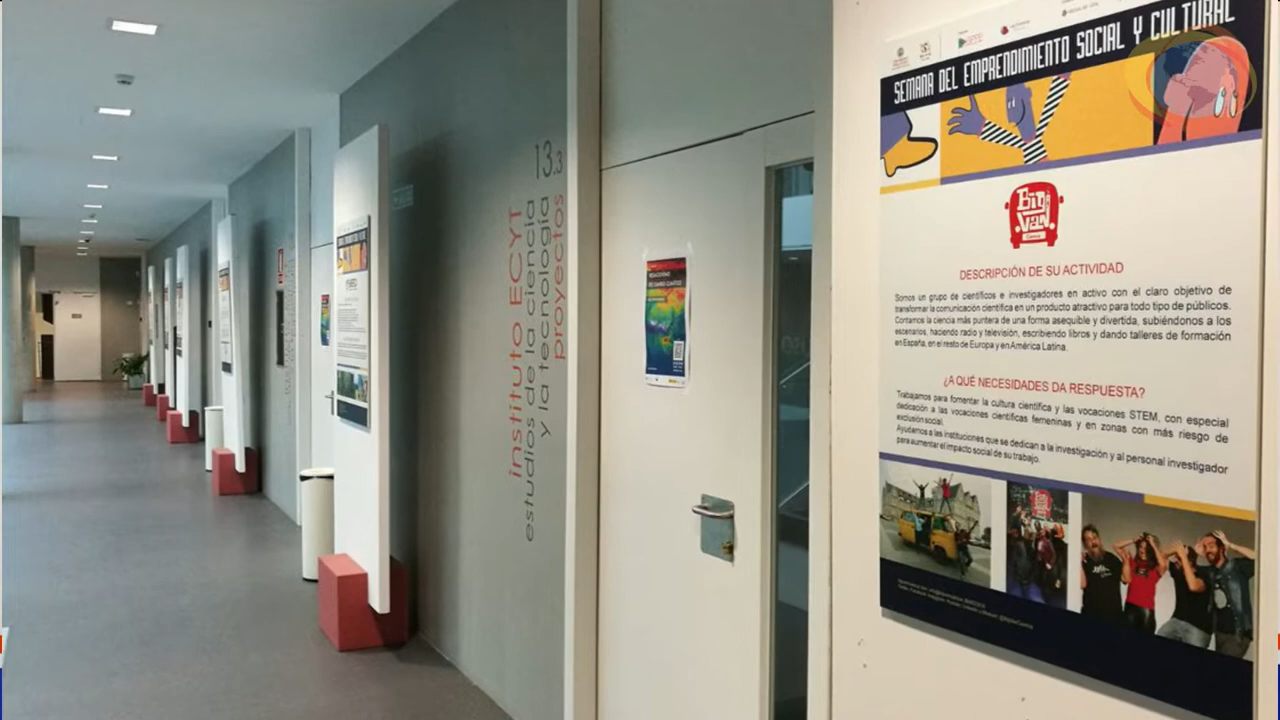 SEMANA DEL EMPRENDIMIENTO SOCIAL Y CULTURAL
Big
Van
Ciencia
DESCRIPCIÓN DE SU ACTIVIDAD
Somos un grupo de científicos e investigadores en activo con el claro objetivo de
transformar la comunicación científica en un producto atractivo para todo tipo de públicos.
Contamos la ciencia más puntera de una forma asequible y divertida, subiéndonos a los
escenarios, haciendo radio y televisión, escribiendo libros y dando talleres de formación
en España, en el resto de Europa y en América Latina.
¿A QUÉ NECESIDADES DA RESPUESTA?
Trabajamos para fomentar la cultura científica y las vocaciones STEM, con especial
dedicación a las vocaciones científicas femeninas y en zonas con más riesgo de
exclusión social.
Ayudamos a las instituciones que se dedican a la investigación y al personal investigador
para aumentar el impacto social de su trabajo.
13.3
instituto ECYT
estudios de la ciencia
y la tecnología
proyectos